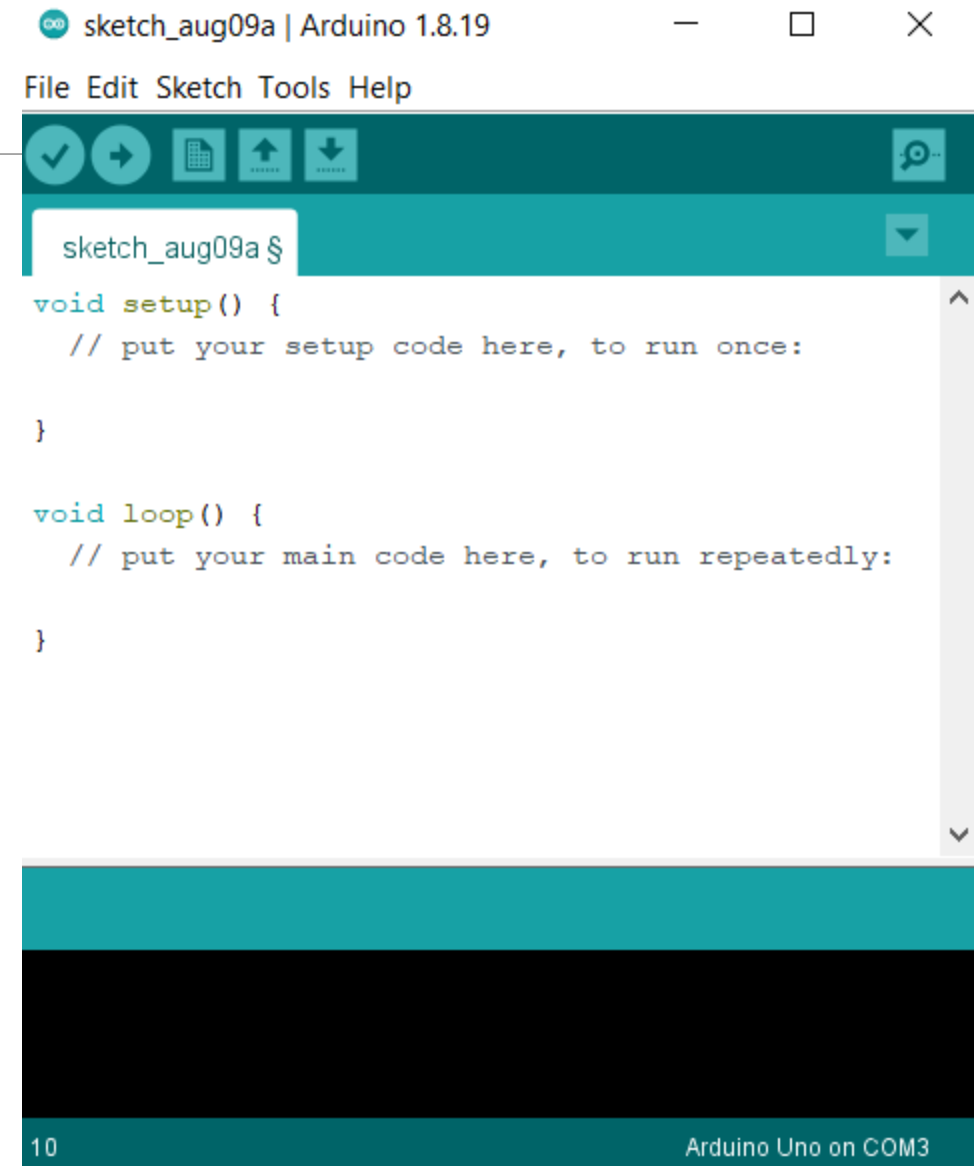 sketch_aug09a | Arduino 1.8.19
File Edit Sketch Tools Help
sketch_aug09a §
void setup() {
  // put your setup code here, to run once:
}
void loop() {
  // put your main code here, to run repeatedly:
}
10 Arduino Uno on COM3